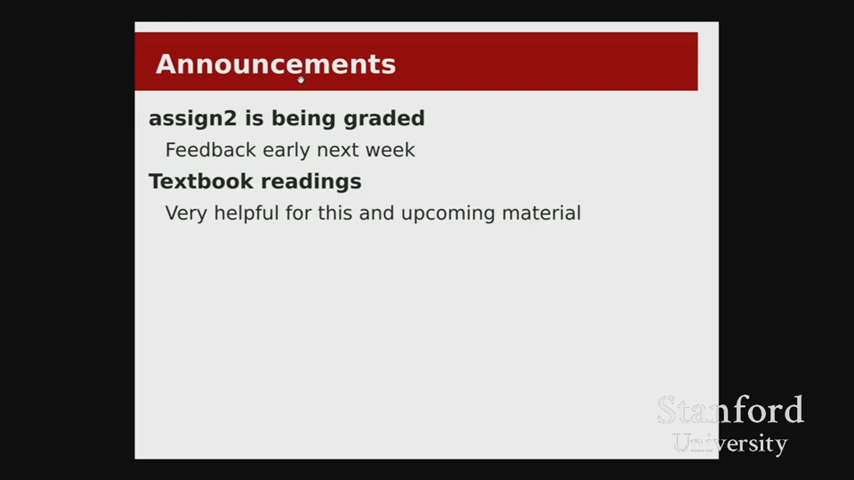 Announcements
assign2 is being graded
Feedback early next week
Textbook readings
Very helpful for this and upcoming material
Stanford
University